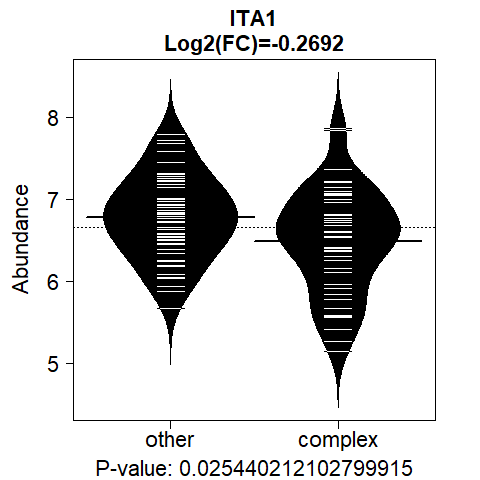 ITA1
Log2(FC)=-0.2692
Abundance
8
7
6
5
other complex
P-value: 0.025440212102799915